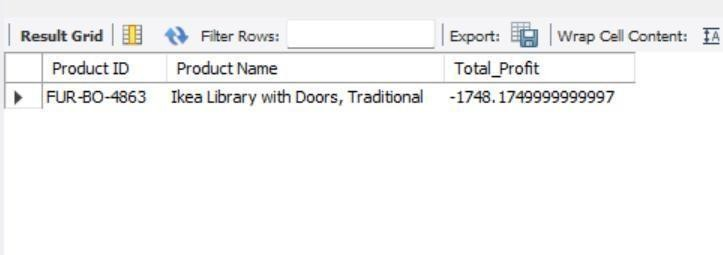 Result Grid Filter Rows: Export: Wrap Cell Content: IA
Product ID Product Name Total_Profit
FUR-BO-4863 Ikea Library with Doors, Traditional -1748.1749999999997